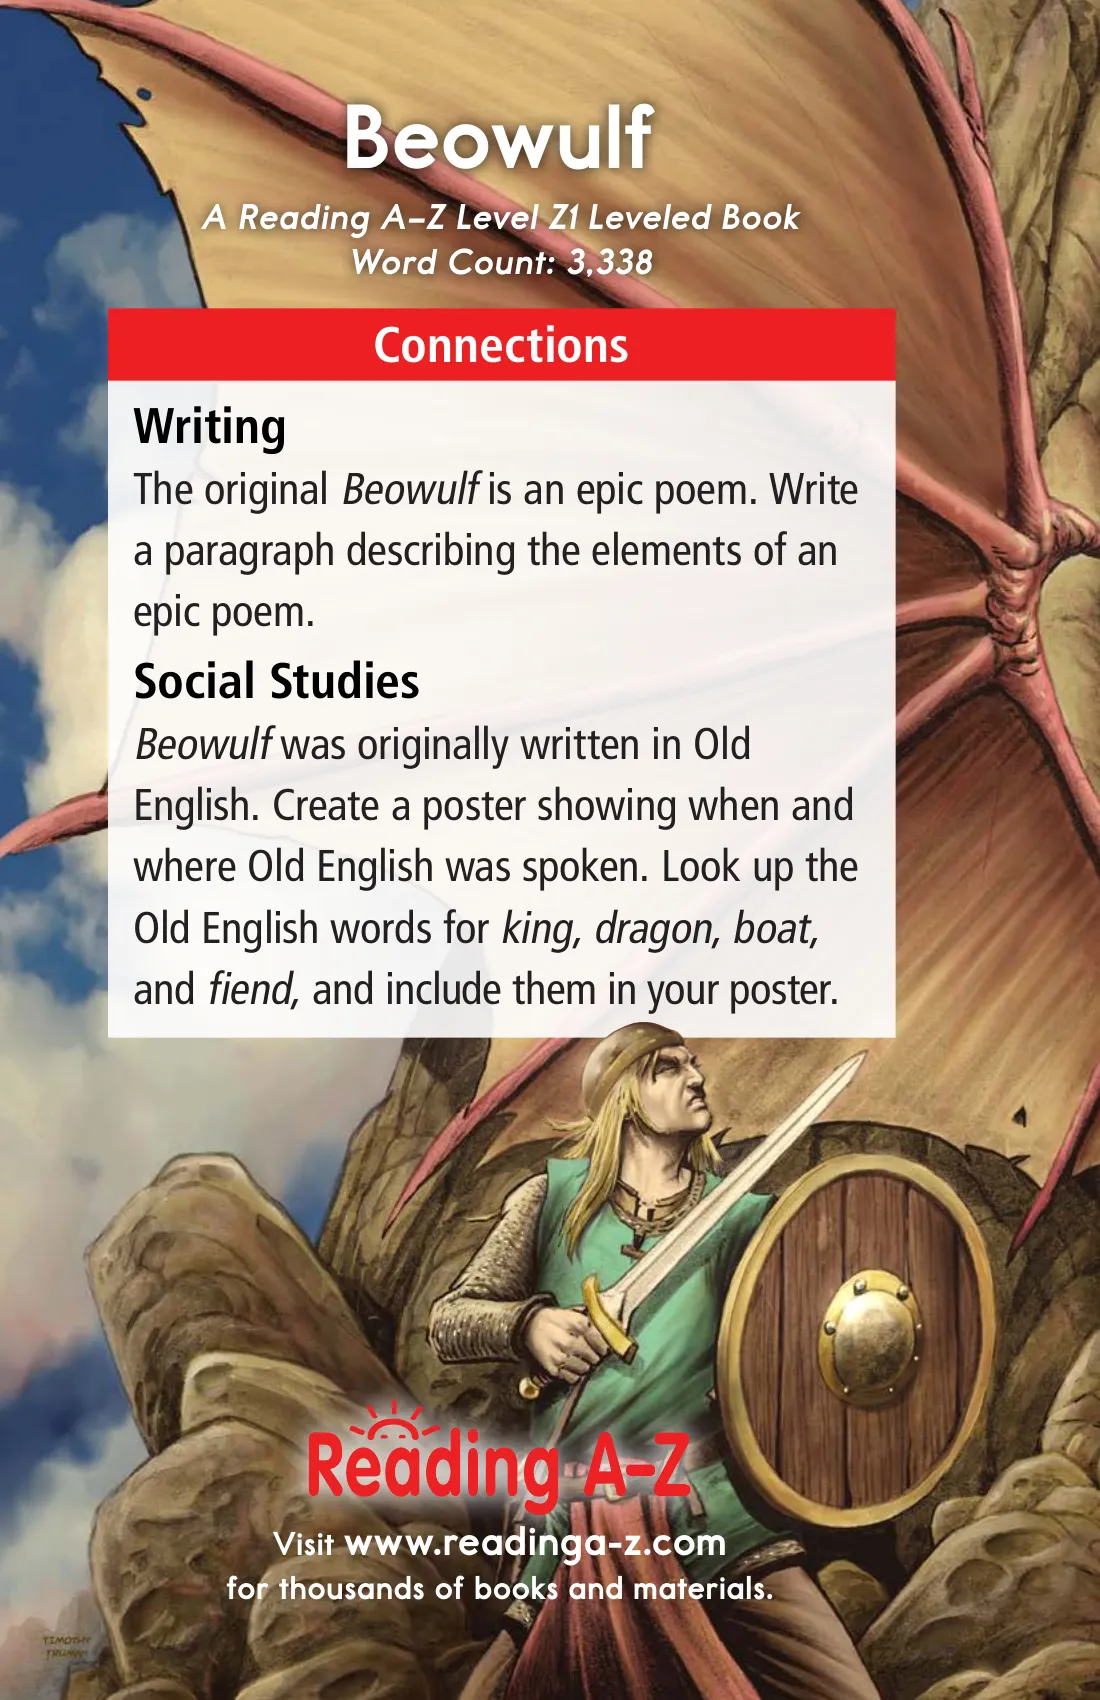 Beowulf
A Reading A–Z Level Z1 Leveled Book
Word Count: 3,338
Connections
Writing
The original Beowulf is an epic poem. Write
a paragraph describing the elements of an
epic poem.
Social Studies
Beowulf was originally written in Old
English. Create a poster showing when and
where Old English was spoken. Look up the
Old English words for king, dragon, boat,
and fiend, and include them in your poster.
Reading A–Z
Visit www.readinga-z.com
for thousands of books and materials.
TIMOTHY